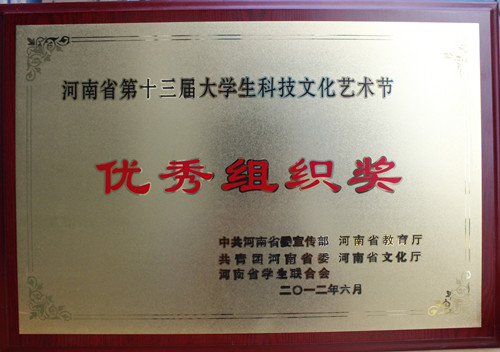 河南省第十三届大学生科技文化艺术节
优秀组织奖
中共河南省委宣传部 河南省教育厅
共青团河南省委 河南省文化厅
河南省学生联合会
二〇一二年六月